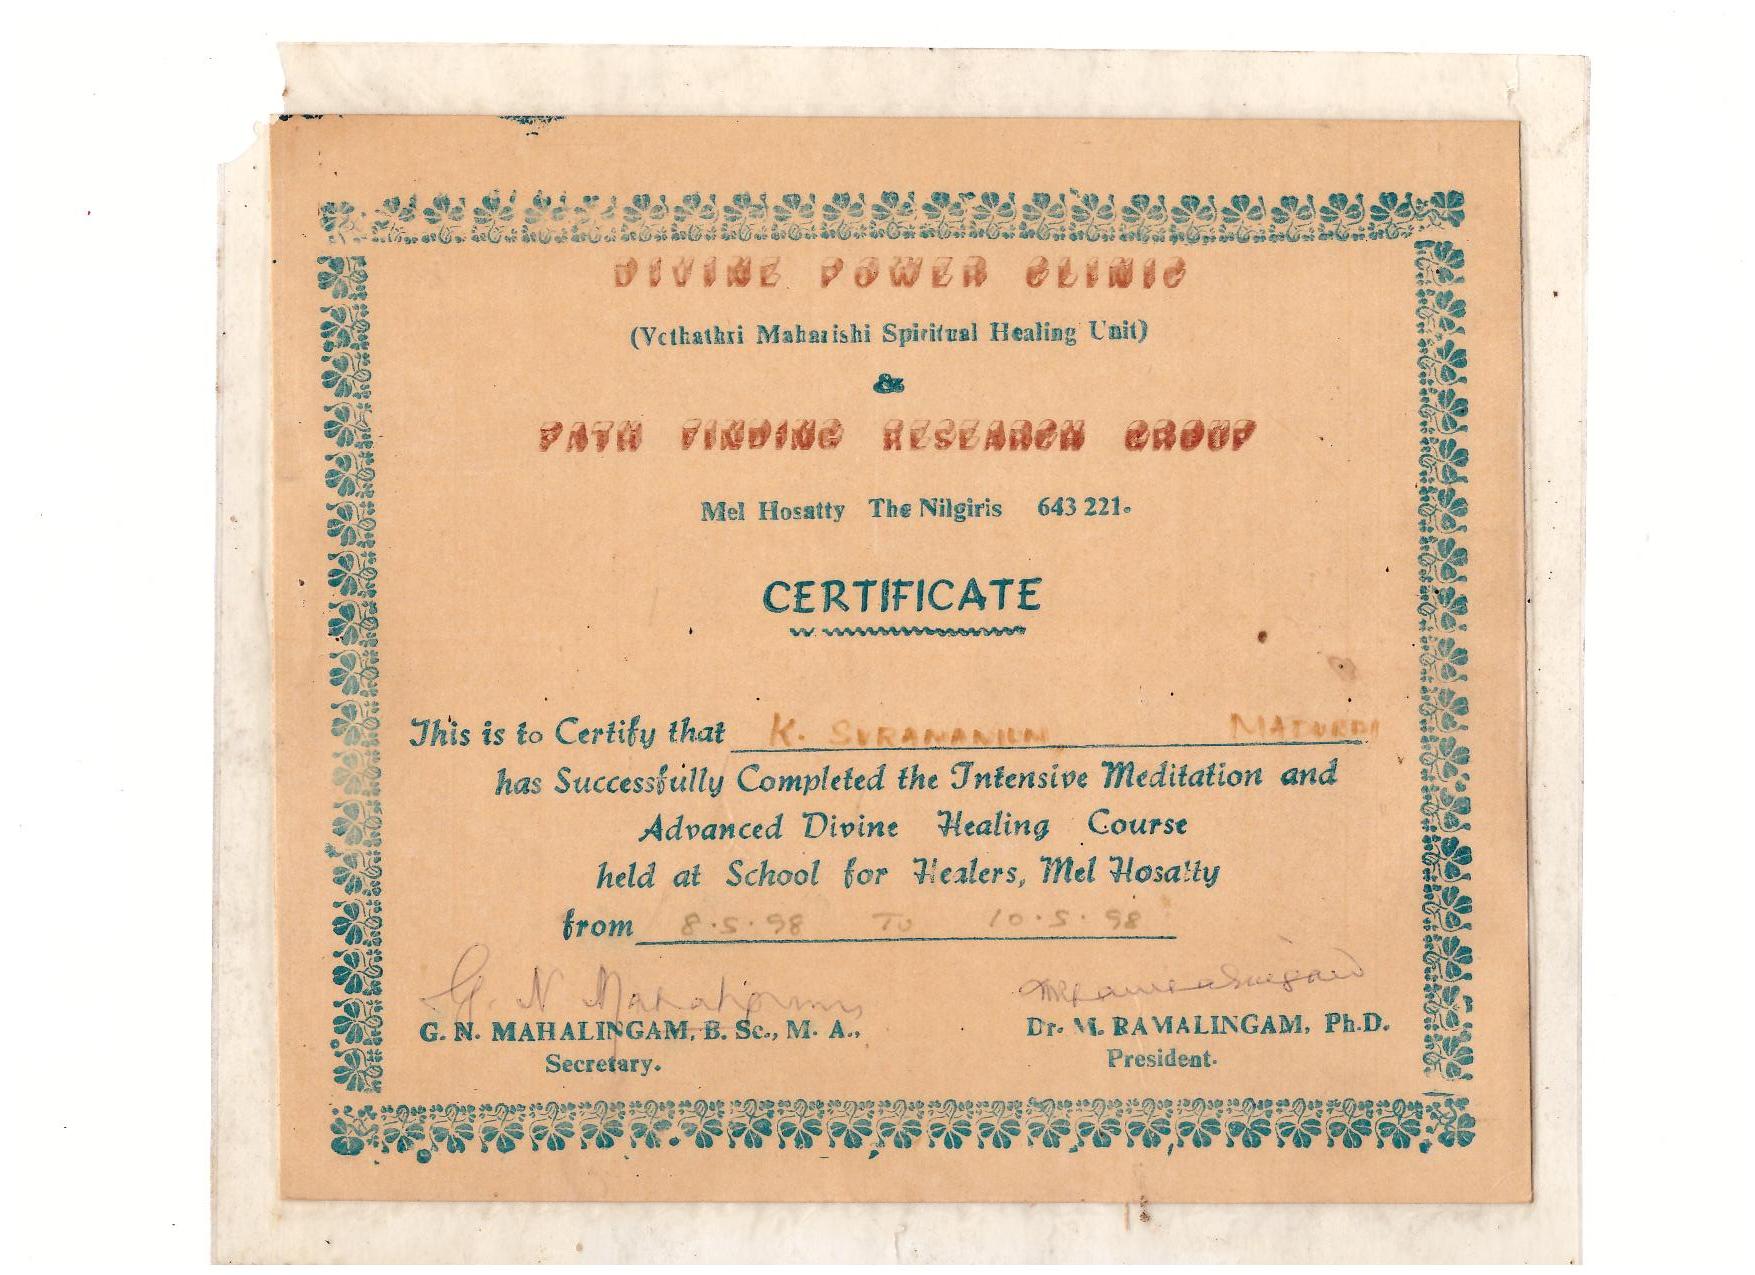 DIVINE POWER CLINIC
(Vethathri Maharishi Spiritual Healing Unit)
&
PATH FINDING RESEARCH GROUP
Mel Hosatty The Nilgiris 643 221.
CERTIFICATE
This is to Certify that K.
has Successfully Completed the Intensive Meditation and
Advanced Divine Healing Course
held at School for Healers, Mel Hosatty
from 8.5.98 TO 10.5.98
G. N. Mahalingam
G. N. MAHALINGAM, B. Sc., M. A., Dr. M. RAMALINGAM, Ph.D.
Secretary. President.